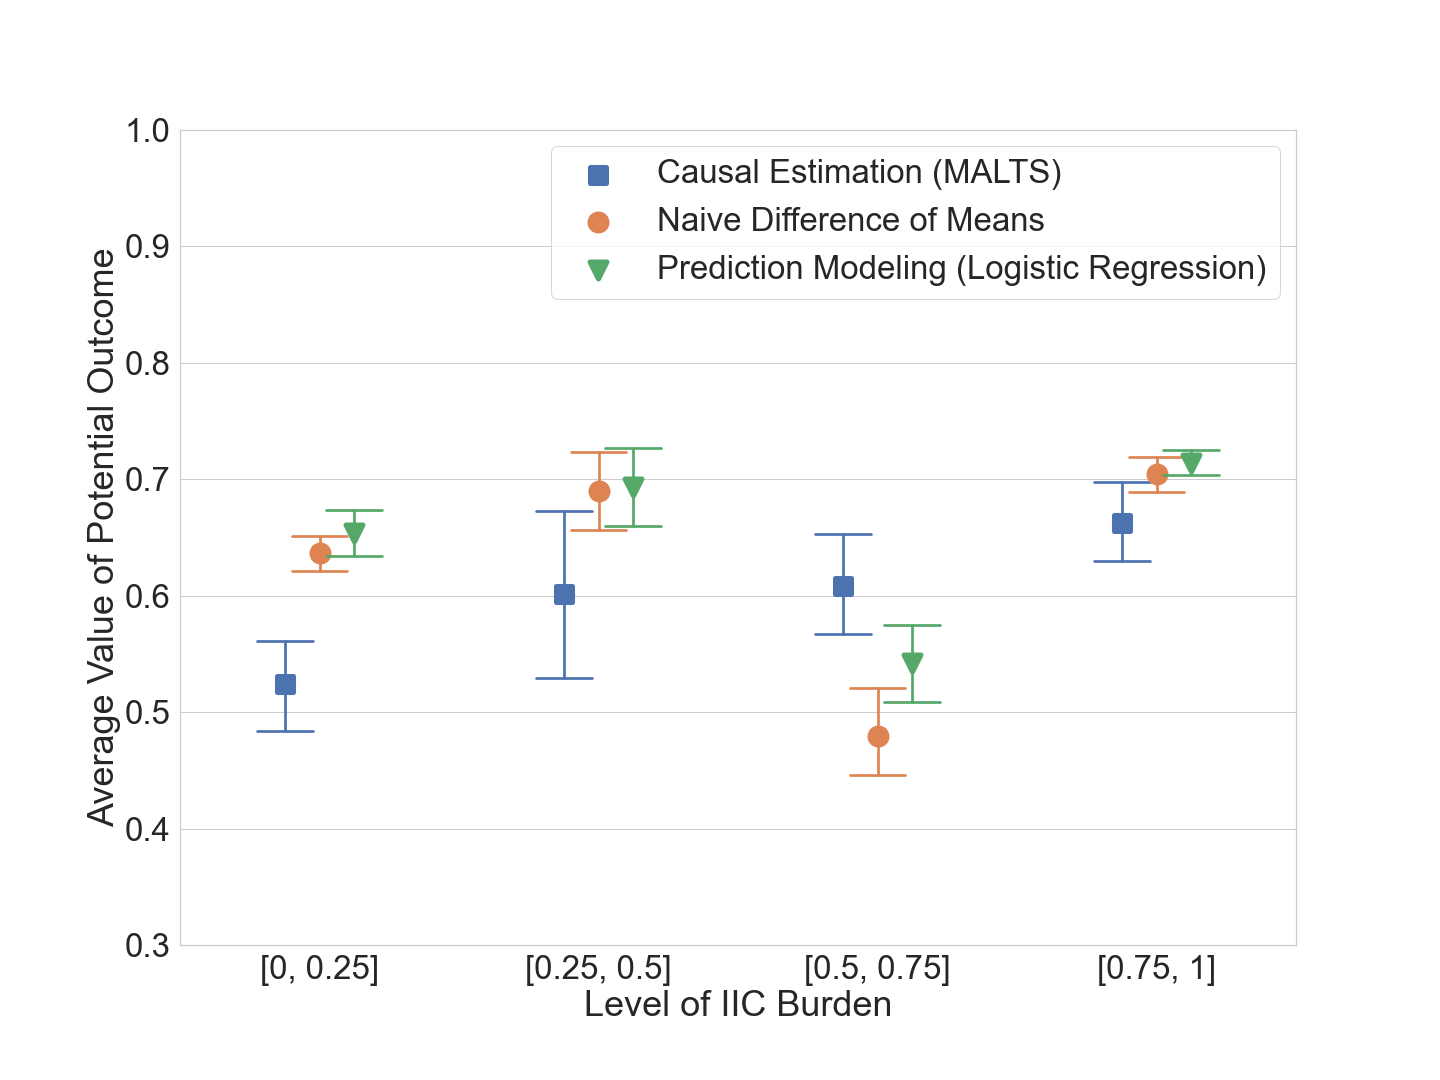 Average Value of Potential Outcome
1.0
0.9
0.8
0.7
0.6
0.5
0.4
0.3
Causal Estimation (MALTS)
Naive Difference of Means
Prediction Modeling (Logistic Regression)
[0, 0.25]
[0.25, 0.5]
[0.5, 0.75]
[0.75, 1]
Level of IIC Burden